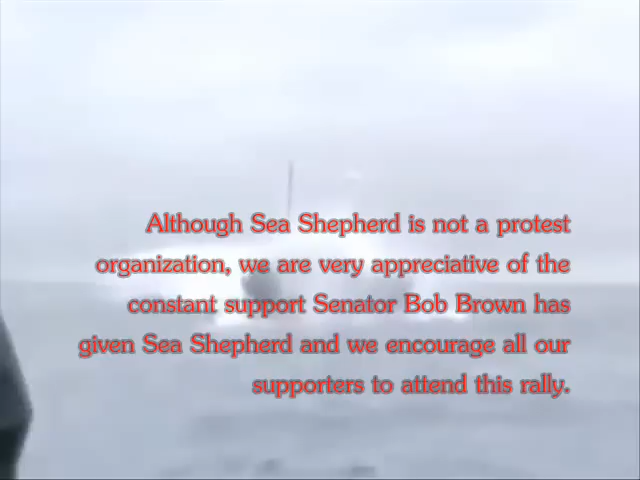 Although Sea Shepherd is not a protest
organization, we are very appreciative of the
constant support Senator Bob Brown has
given Sea Shepherd and we encourage all our
supporters to attend this rally.